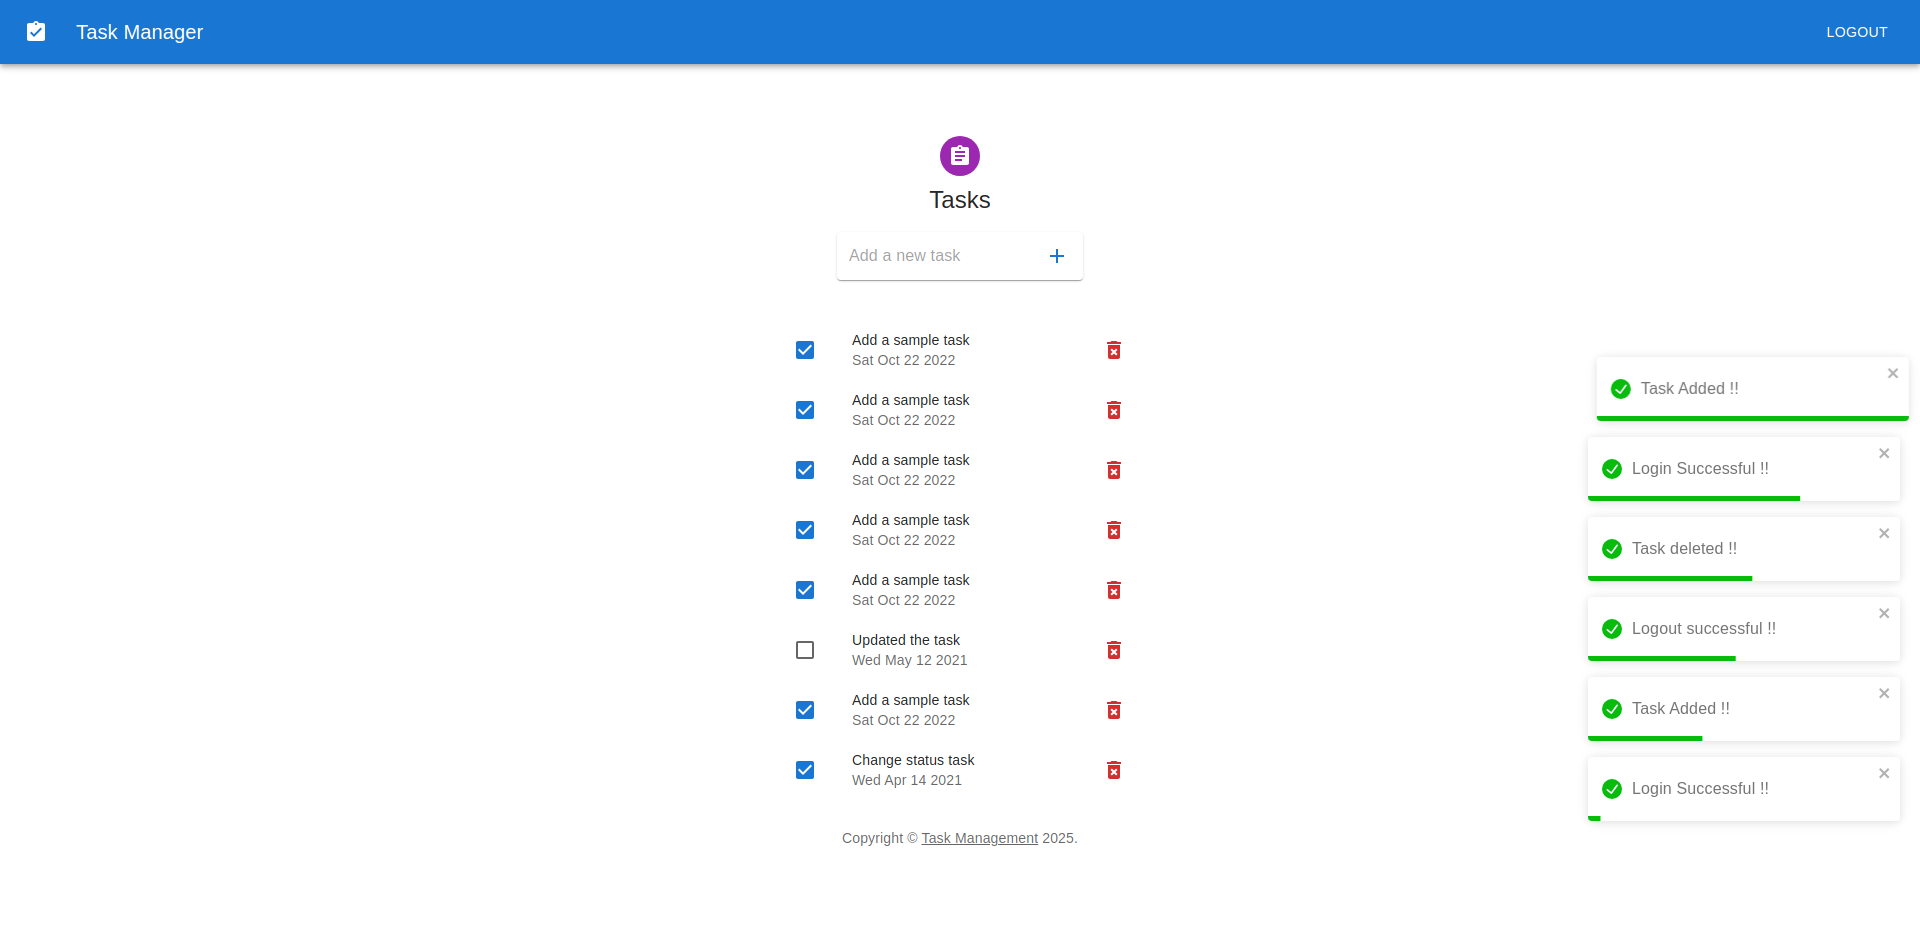 Task Manager
LOGOUT
Tasks
Add a new task
Add a sample task
Sat Oct 22 2022
Add a sample task
Sat Oct 22 2022
Add a sample task
Sat Oct 22 2022
Add a sample task
Sat Oct 22 2022
Add a sample task
Sat Oct 22 2022
Updated the task
Wed May 12 2021
Add a sample task
Sat Oct 22 2022
Change status task
Wed Apr 14 2021
Copyright © Task Management 2025.
Task Added !!
Login Successful !!
Task deleted !!
Logout successful !!
Task Added !!
Login Successful !!